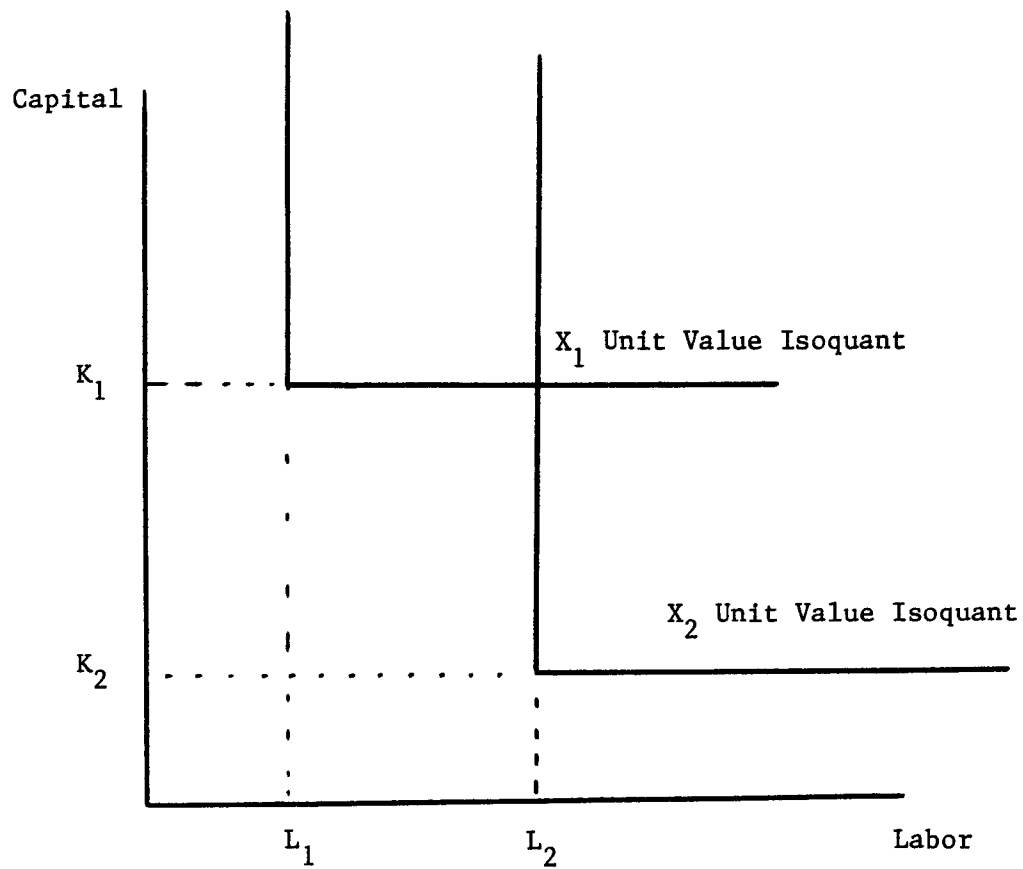 Capital
X₁ Unit Value Isoquant
K₁
X₂ Unit Value Isoquant
K₂
L₁
L₂
Labor